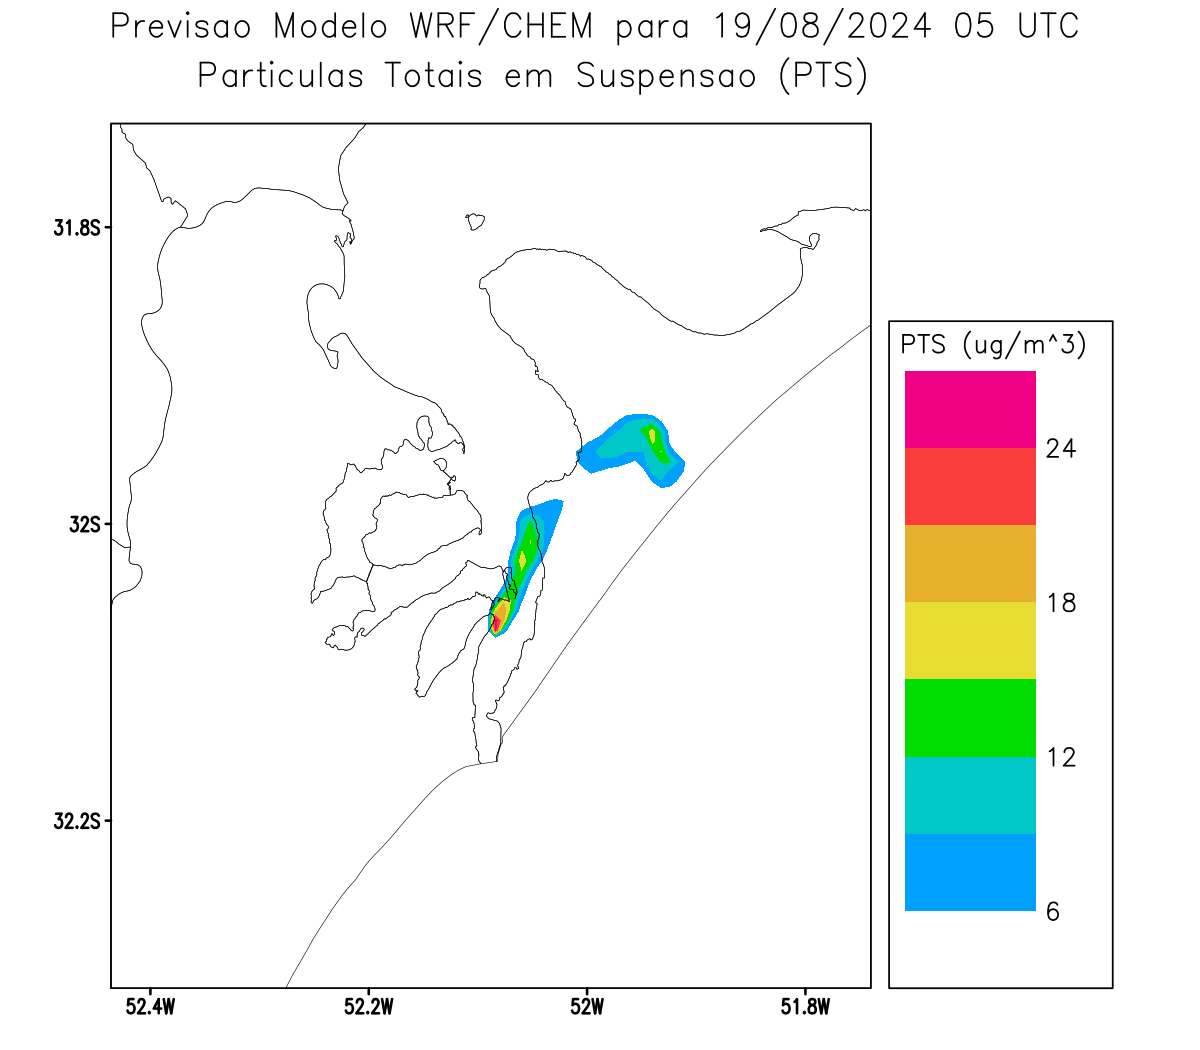 Previsao Modelo WRF/CHEM para 19/08/2024 05 UTC
Particulas Totais em Suspensao (PTS)
31.8S
32S
32.2S
52.4W
52.2W
52W
51.8W
PTS (ug/m^3)
24
18
12
6